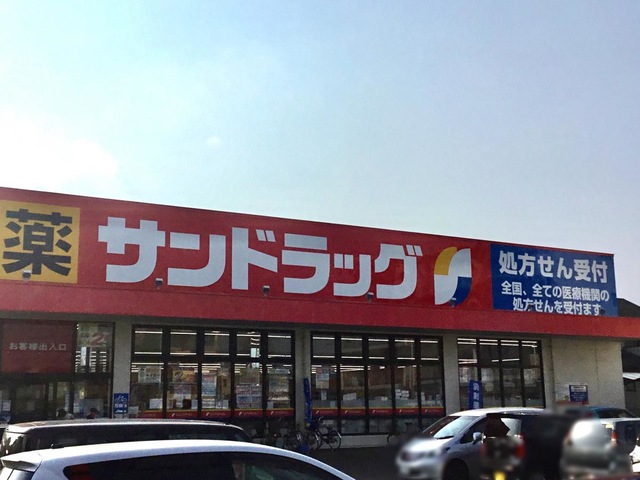 薬
サンドラッグ
処方せん受付
全国、全ての医療機関の
処方せんを受付ます
お客様出入口